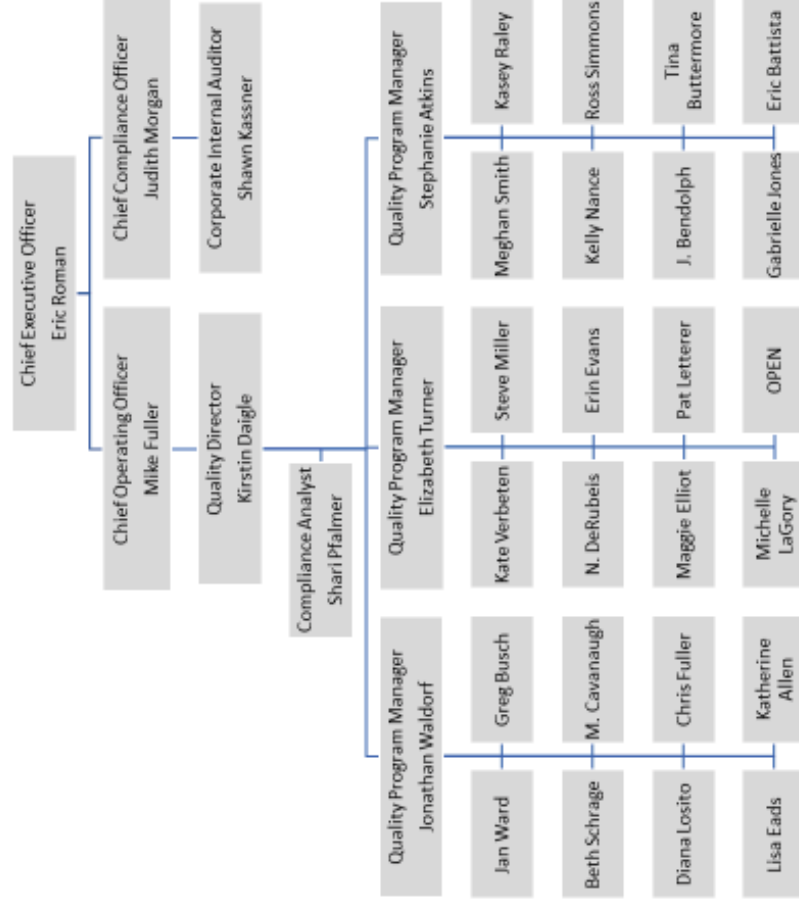 Chief Executive Officer
Eric Roman
Chief Operating Officer
Mike Fuller
Chief Compliance Officer
Judith Morgan
Quality Director
Kirstin Daigle
Corporate Internal Auditor
Shawn Kassner
Compliance Analyst
Shari Pfalmer
Quality Program Manager
Jonathan Waldorf
Quality Program Manager
Elizabeth Turner
Quality Program Manager
Stephanie Atkins
Jan Ward
Greg Busch
Kate Verbeten
Steve Miller
Meghan Smith
Kasey Raley
Beth Schrage
M. Cavanaugh
N. DeRubeis
Erin Evans
Kelly Nance
Ross Simmons
Diana Losito
Chris Fuller
Maggie Elliot
Pat Letterer
J. Bendolph
Tina
Buttermore
Lisa Eads
Katherine
Allen
Michelle
LaGory
OPEN
Gabrielle Jones
Eric Battista